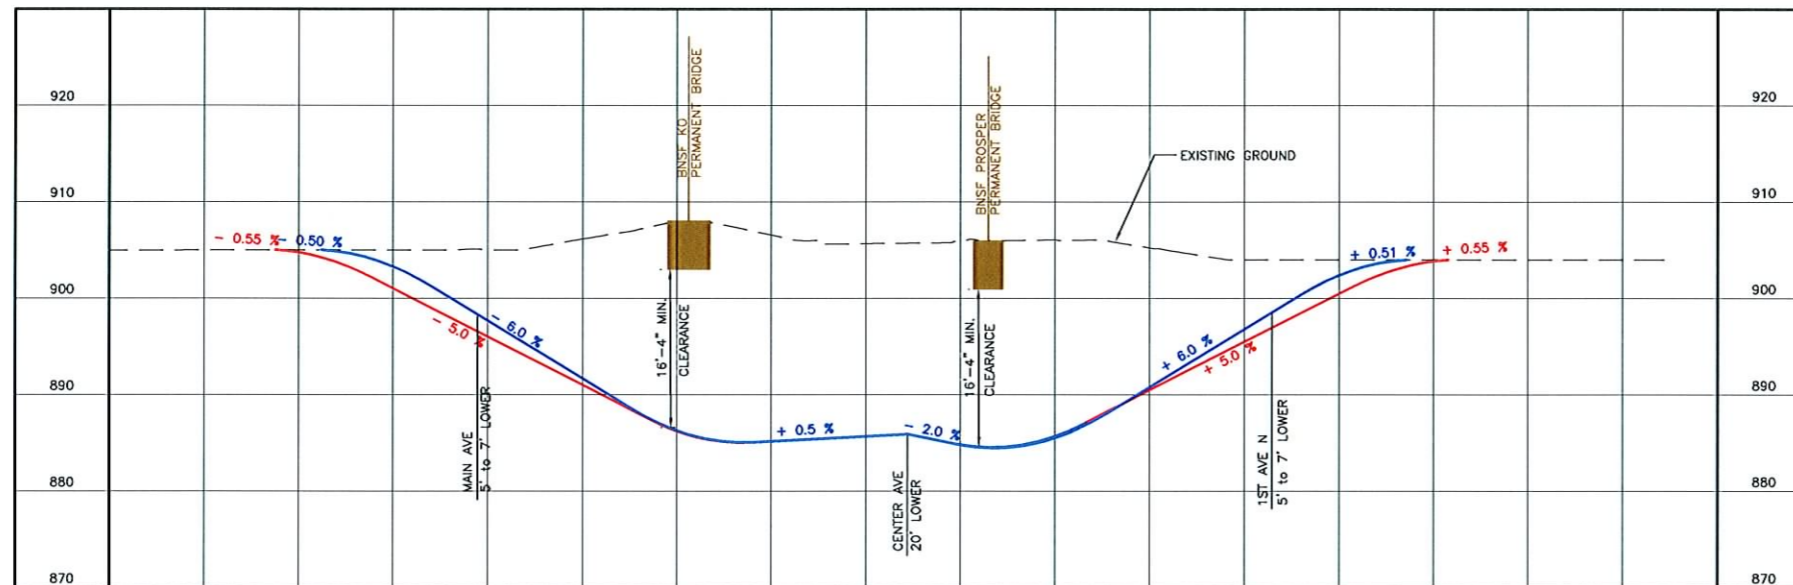 920
910
900
890
880
870
BNSF KO
PERMANENT BRIDGE
BNSF PROSPER
PERMANENT BRIDGE
EXISTING GROUND
- 0.55 %
- 0.50 %
- 5.0 %
- 6.0 %
16'-4" MIN.
CLEARANCE
16'-4" MIN.
CLEARANCE
+ 0.5 %
- 2.0 %
+ 6.0 %
+ 5.0 %
+ 0.51 %
+ 0.55 %
MAIN AVE
5' to 7' LOWER
CENTER AVE
20' LOWER
1ST AVE N
5' to 7' LOWER
920
910
900
890
880
870